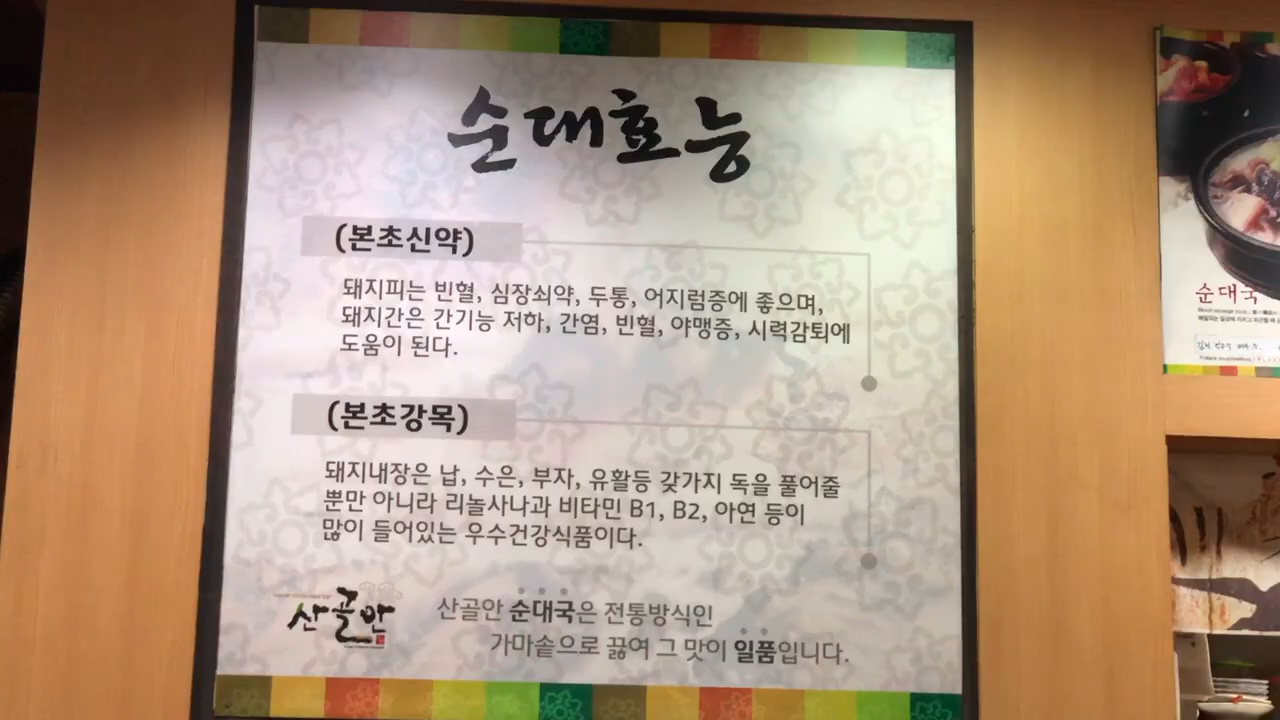 순대효능
(본초신약)
돼지피는 빈혈, 심장쇠약, 두통, 어지럼증에 좋으며,
돼지간은 간기능 저하, 간염, 빈혈, 야맹증, 시력감퇴에
도움이 된다.
(본초강목)
돼지내장은 납, 수은, 부자, 유활등 갖가지 독을 풀어줄
뿐만 아니라 리놀사나과 비타민 B1, B2, 아연 등이
많이 들어있는 우수건강식품이다.
산골안
산골안 순대국은 전통방식인
가마솥으로 끓여 그 맛이 일품입니다.
순대국